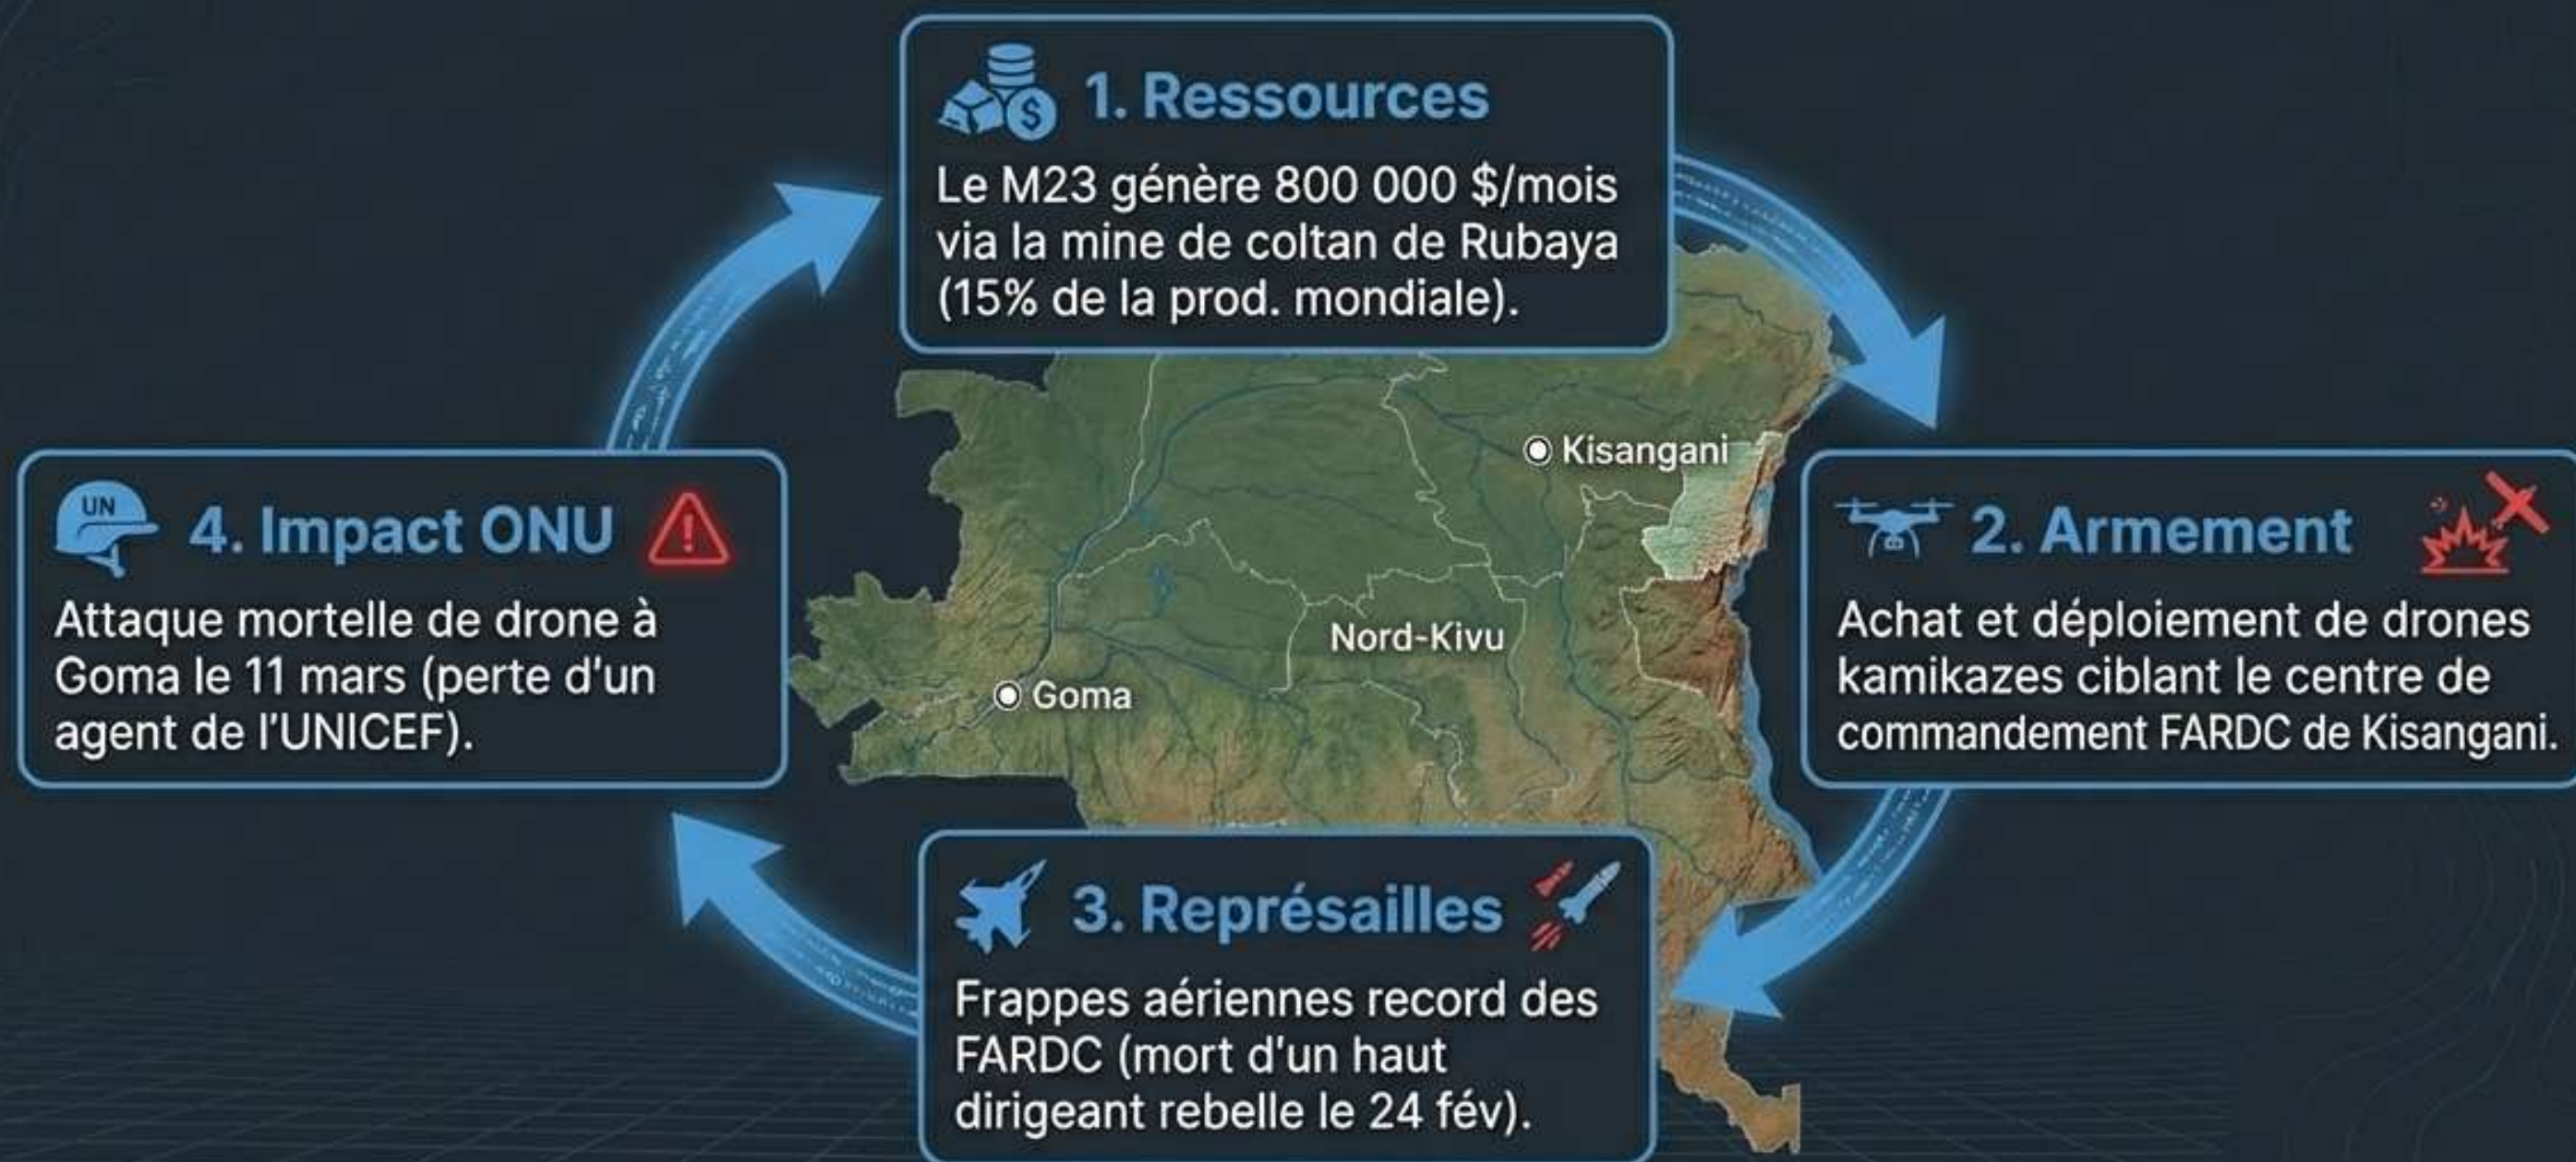 1. Ressources
Le M23 génère 800 000 $/mois
via la mine de coltan de Rubaya
(15% de la prod. mondiale).
Kisangani
Nord-Kivu
Goma
UN
4. Impact ONU
Attaque mortelle de drone à
Goma le 11 mars (perte d'un
agent de l'UNICEF).
2. Armement
Achat et déploiement de drones
kamikazes ciblant le centre de
commandement FARDC de Kisangani.
3. Représailles
Frappes aériennes record des
FARDC (mort d'un haut
dirigeant rebelle le 24 fév).